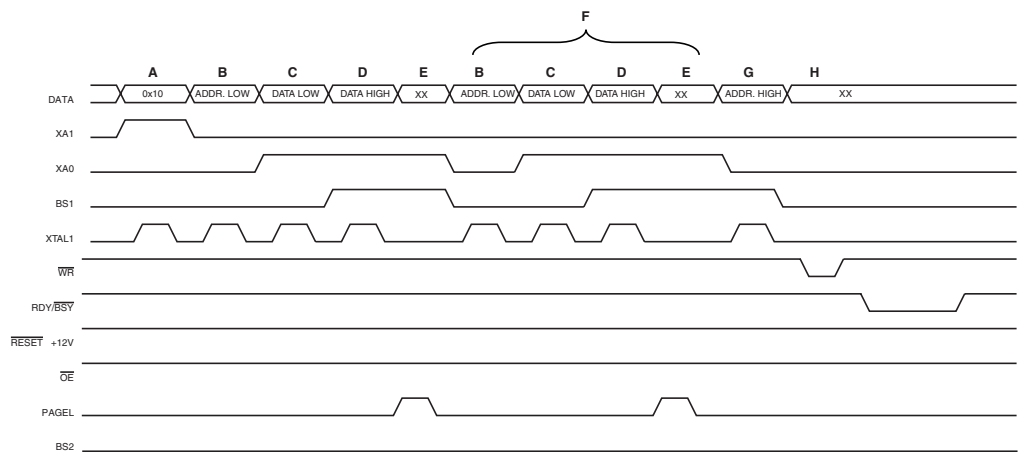 F
A B C D E B C D E G H
DATA 0x10 ADDR. LOW DATA LOW DATA HIGH XX ADDR. LOW DATA LOW DATA HIGH XX ADDR. HIGH XX
XA1
XA0
BS1
XTAL1
WR
RDY/BSY
RESET +12V
OE
PAGEL
BS2